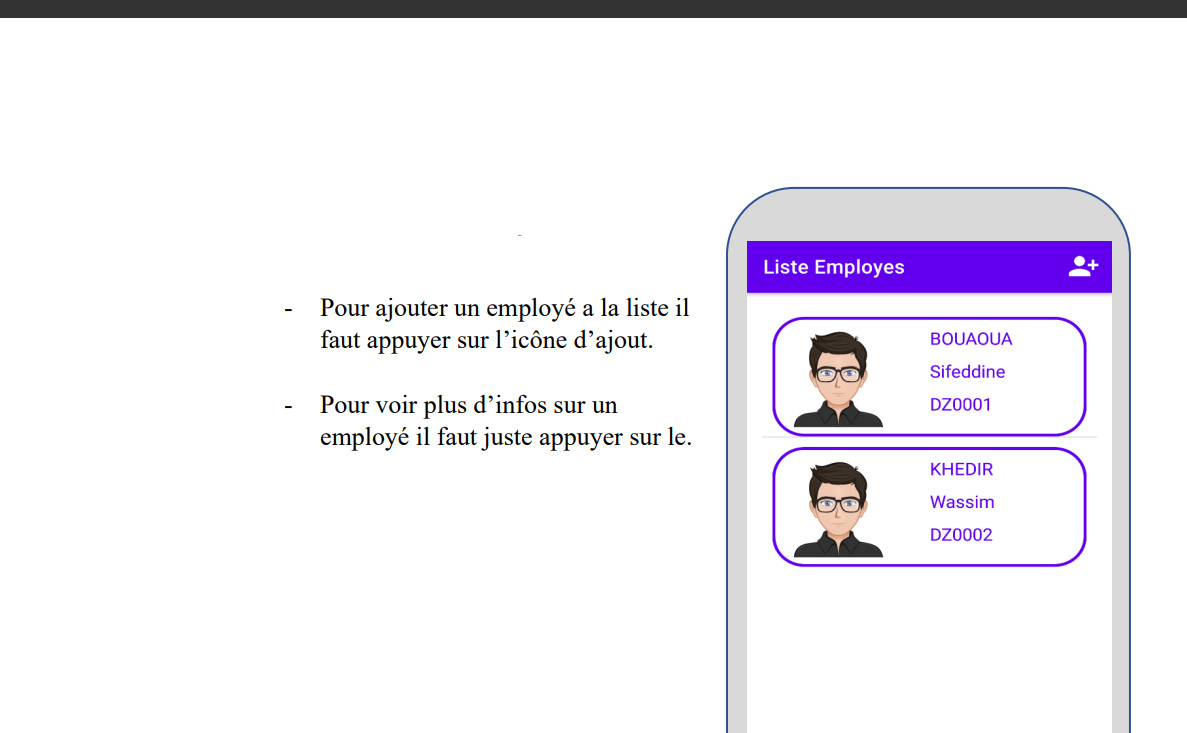 - Pour ajouter un employé a la liste il
faut appuyer sur l’icône d’ajout.
- Pour voir plus d’infos sur un
employé il faut juste appuyer sur le.
Liste Employes
BOUAOUA
Sifeddine
DZ0001
KHEDIR
Wassim
DZ0002